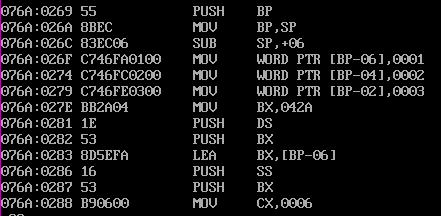 076A:0269 55 PUSH BP
076A:026A 8BEC MOV BP,SP
076A:026C 83EC06 SUB SP,+06
076A:026F C746FA0100 MOV WORD PTR [BP-06],0001
076A:0274 C746FC0200 MOV WORD PTR [BP-04],0002
076A:0279 C746FE0300 MOV WORD PTR [BP-02],0003
076A:027E BB2A04 MOV BX,042A
076A:0281 1E PUSH DS
076A:0282 53 PUSH BX
076A:0283 8D5EFA LEA BX,[BP-06]
076A:0286 16 PUSH SS
076A:0287 53 PUSH BX
076A:0288 B90600 MOV CX,0006